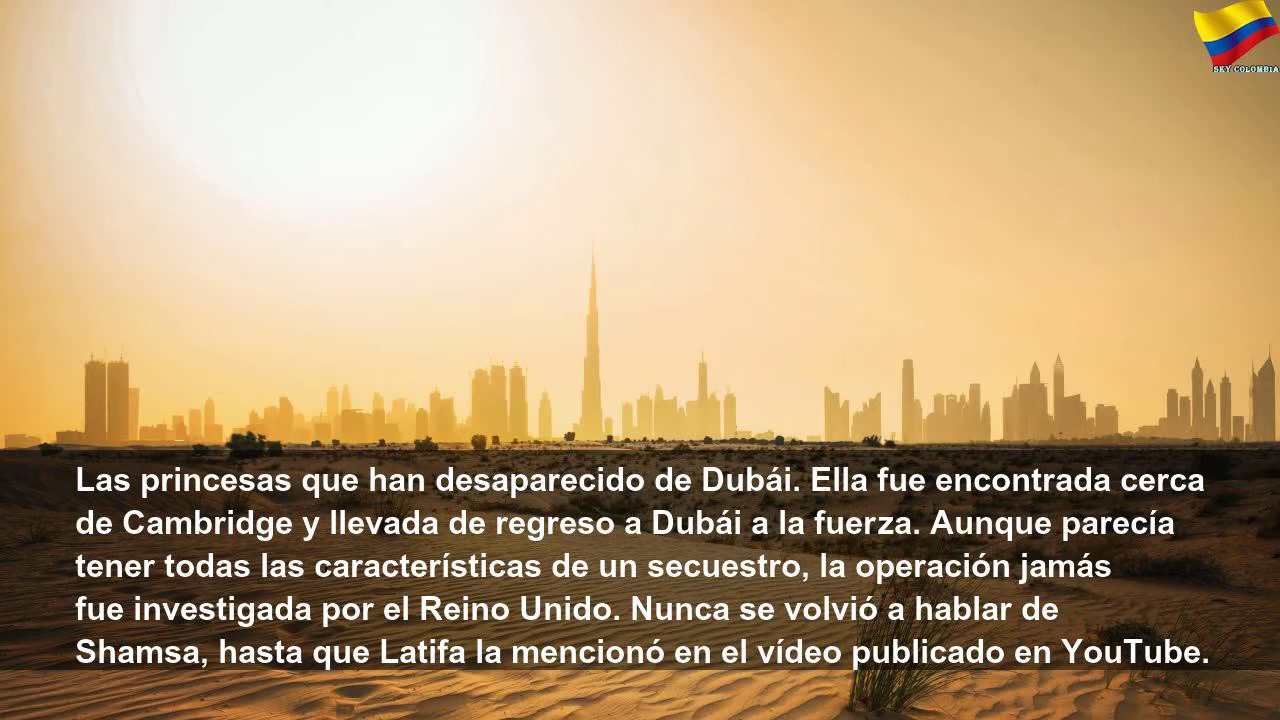 SKY COLOMBIA
Las princesas que han desaparecido de Dubái. Ella fue encontrada cerca
de Cambridge y llevada de regreso a Dubái a la fuerza. Aunque parecía
tener todas las características de un secuestro, la operación jamás
fue investigada por el Reino Unido. Nunca se volvió a hablar de
Shamsa, hasta que Latifa la mencionó en el vídeo publicado en YouTube.